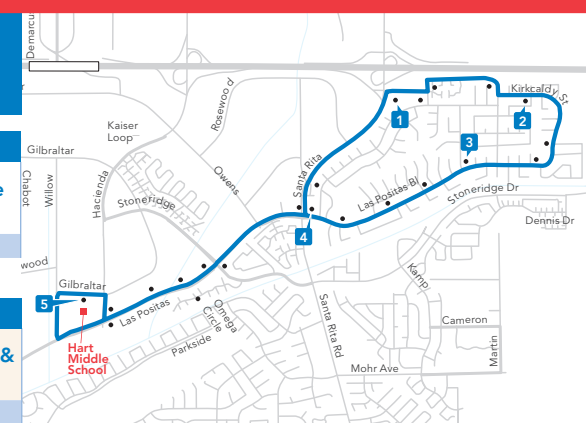 Demarcus
Rosewood
Kirkcaldy St
1
2
Kaiser
Loop
3
Gilbraltar
Santa Rita
Chabot
Willow
Hacienda
Owens
Las Positas Bl
Stoneridge Dr
Stoneridge
Dennis Dr
4
wood
Gilbraltar
Kamp
5
Las Positas
Omega
Circle
Santa Rita Rd
Cameron
Parkside
Martin
Hart
Middle
School
Mohr Ave
&
e
r